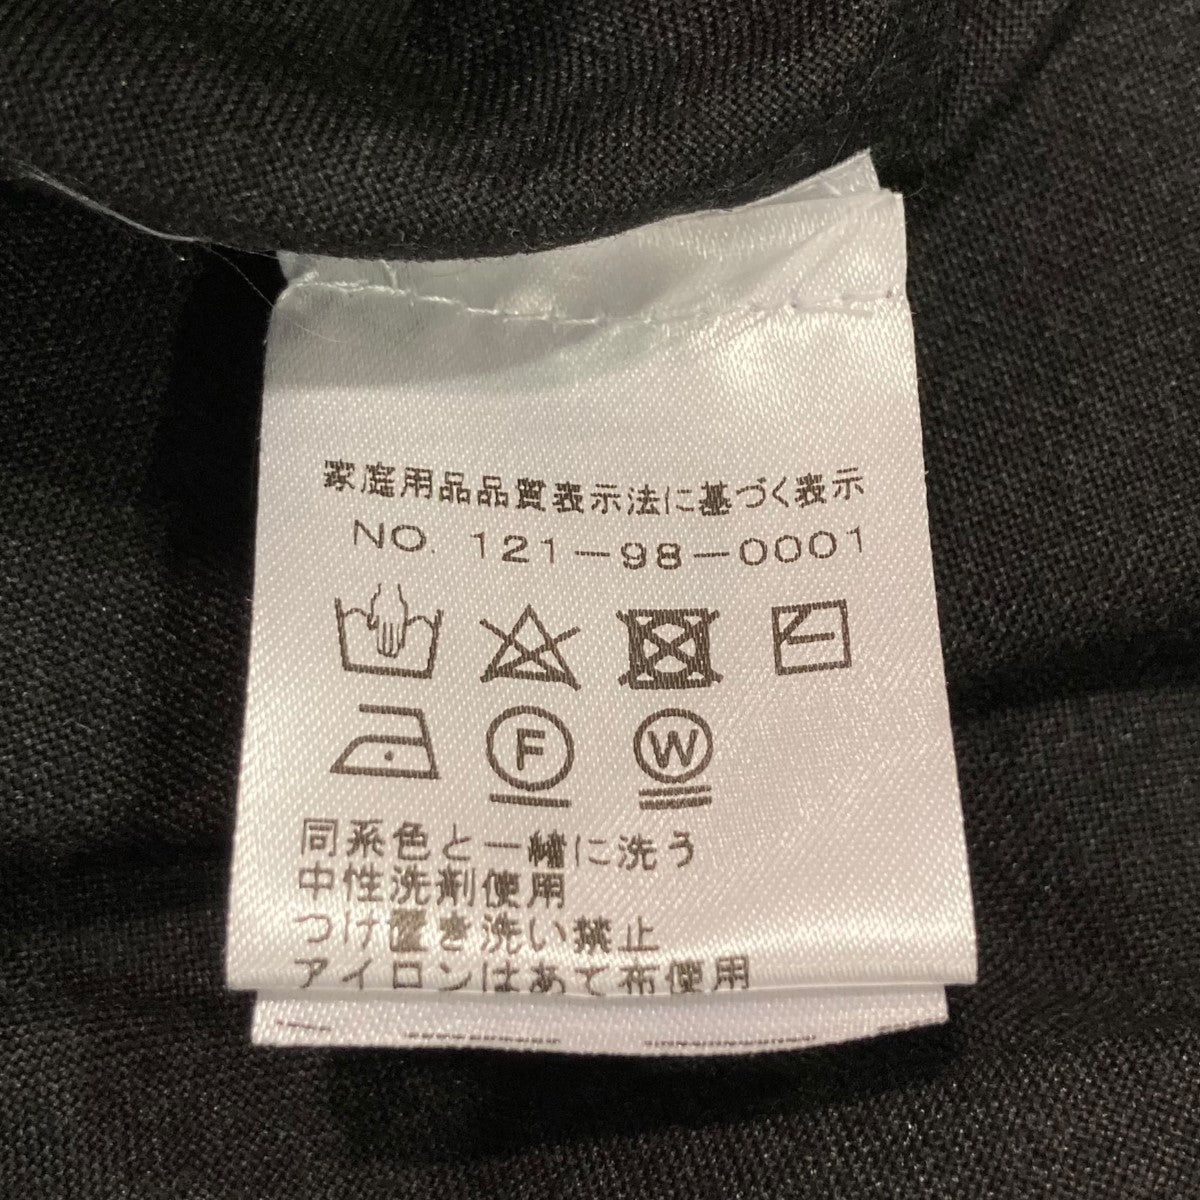 家庭用品品質表示法に基づく表示
NO. 121-98-0001
F W
同系色と一緒に洗う
中性洗剤使用
つけ置き洗い禁止
アイロンはあて布使用